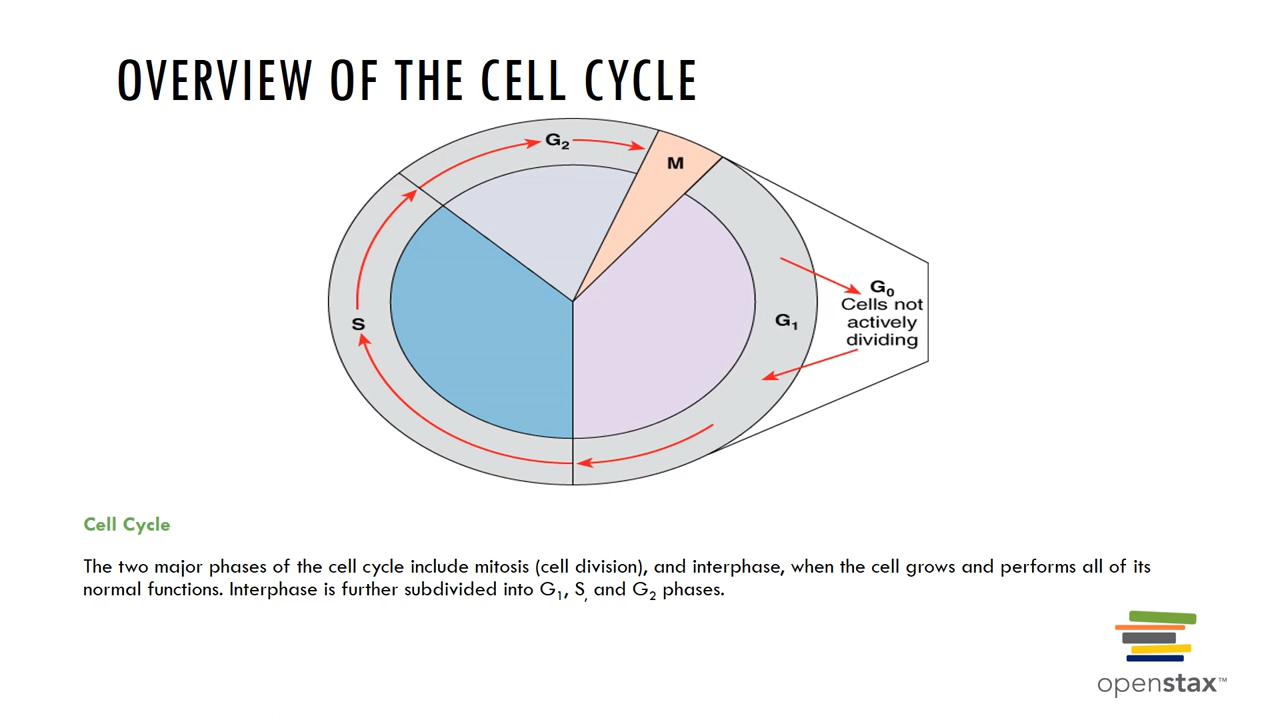 OVERVIEW OF THE CELL CYCLE
G₂
M
G₀
Cells not
actively
dividing
G₁
S
Cell Cycle
The two major phases of the cell cycle include mitosis (cell division), and interphase, when the cell grows and performs all of its
normal functions. Interphase is further subdivided into G₁, S, and G₂ phases.
openstax™